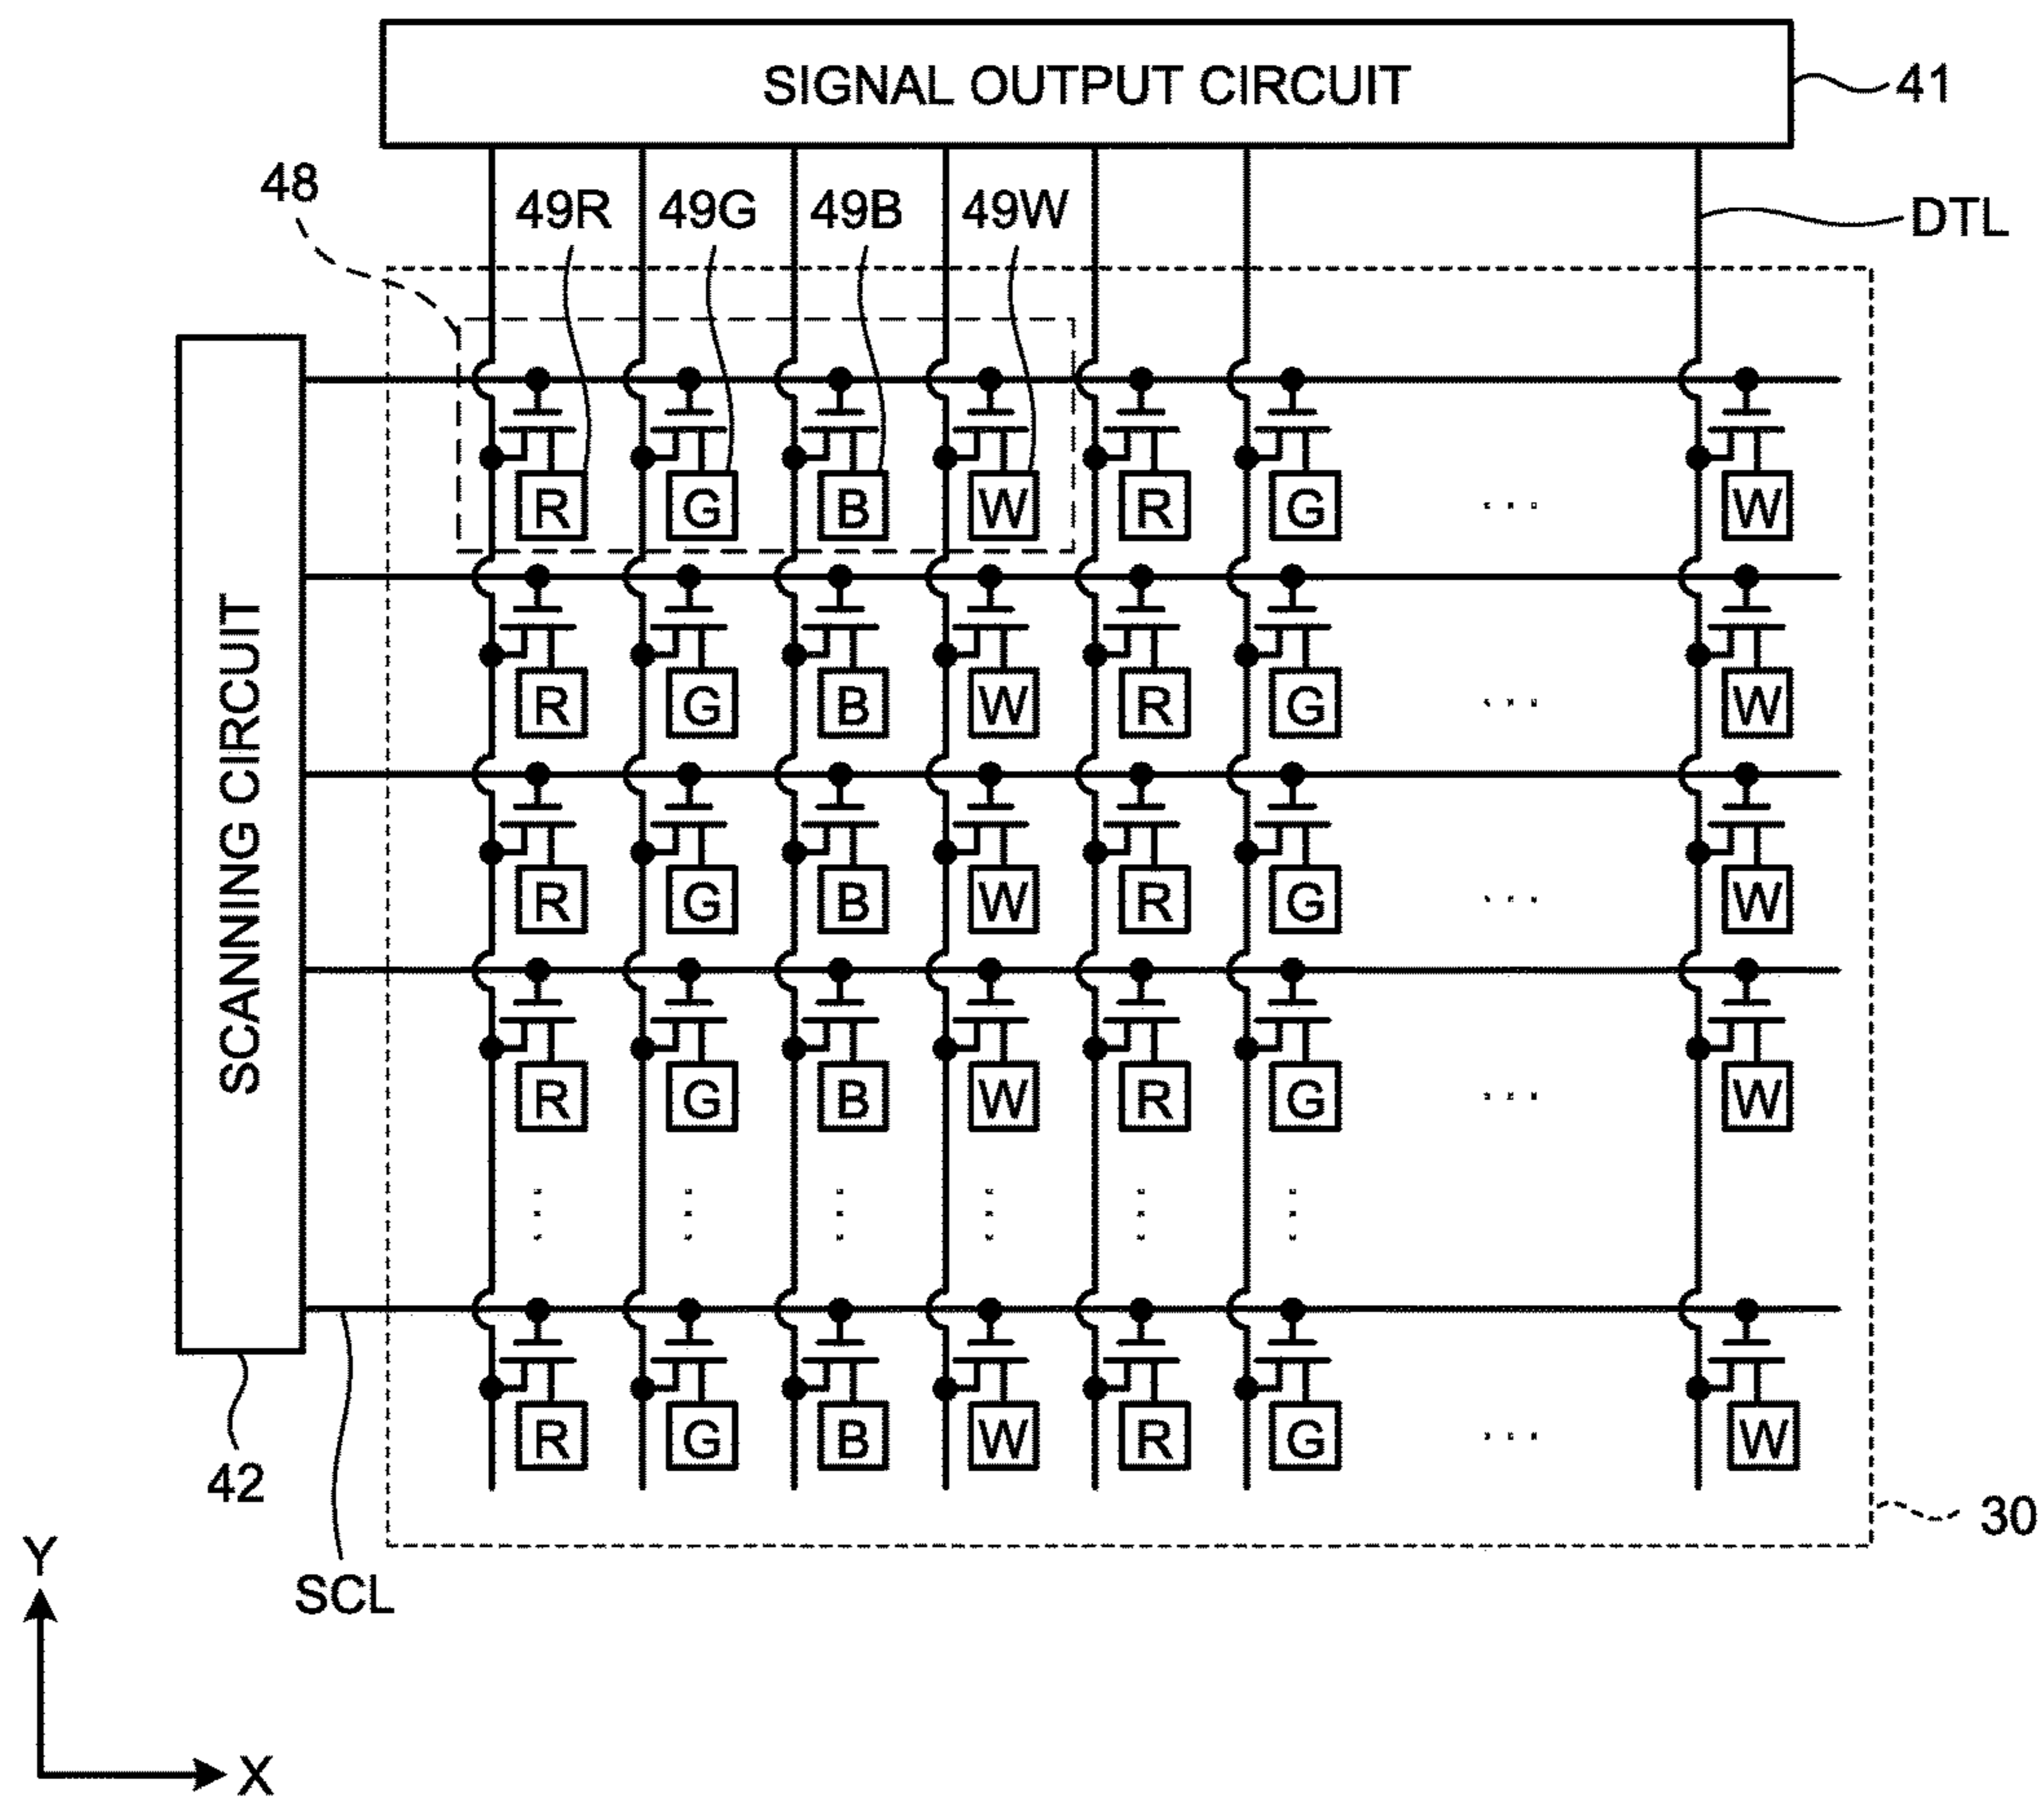 SIGNAL OUTPUT CIRCUIT
41
48
49R 49G 49B 49W
DTL
SCANNING CIRCUIT
R G B W R G ... W
R G B W R G ... W
R G B W R G ... W
R G B W R G ... W
R G B W R G ... W
42
30
SCL
Y
X